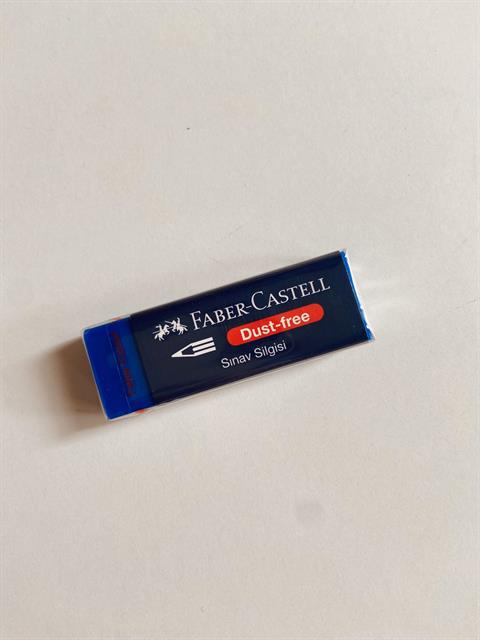 FABER-CASTELL
Dust-free
Sınav Silgisi